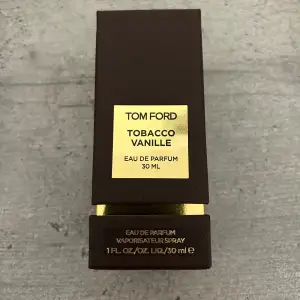 TOM FORD
TOBACCO
VANILLE
EAU DE PARFUM
30 ML
EAU DE PARFUM
VAPORISATEUR SPRAY
1 FL. OZ./OZ. LIQ./30 ml ℮